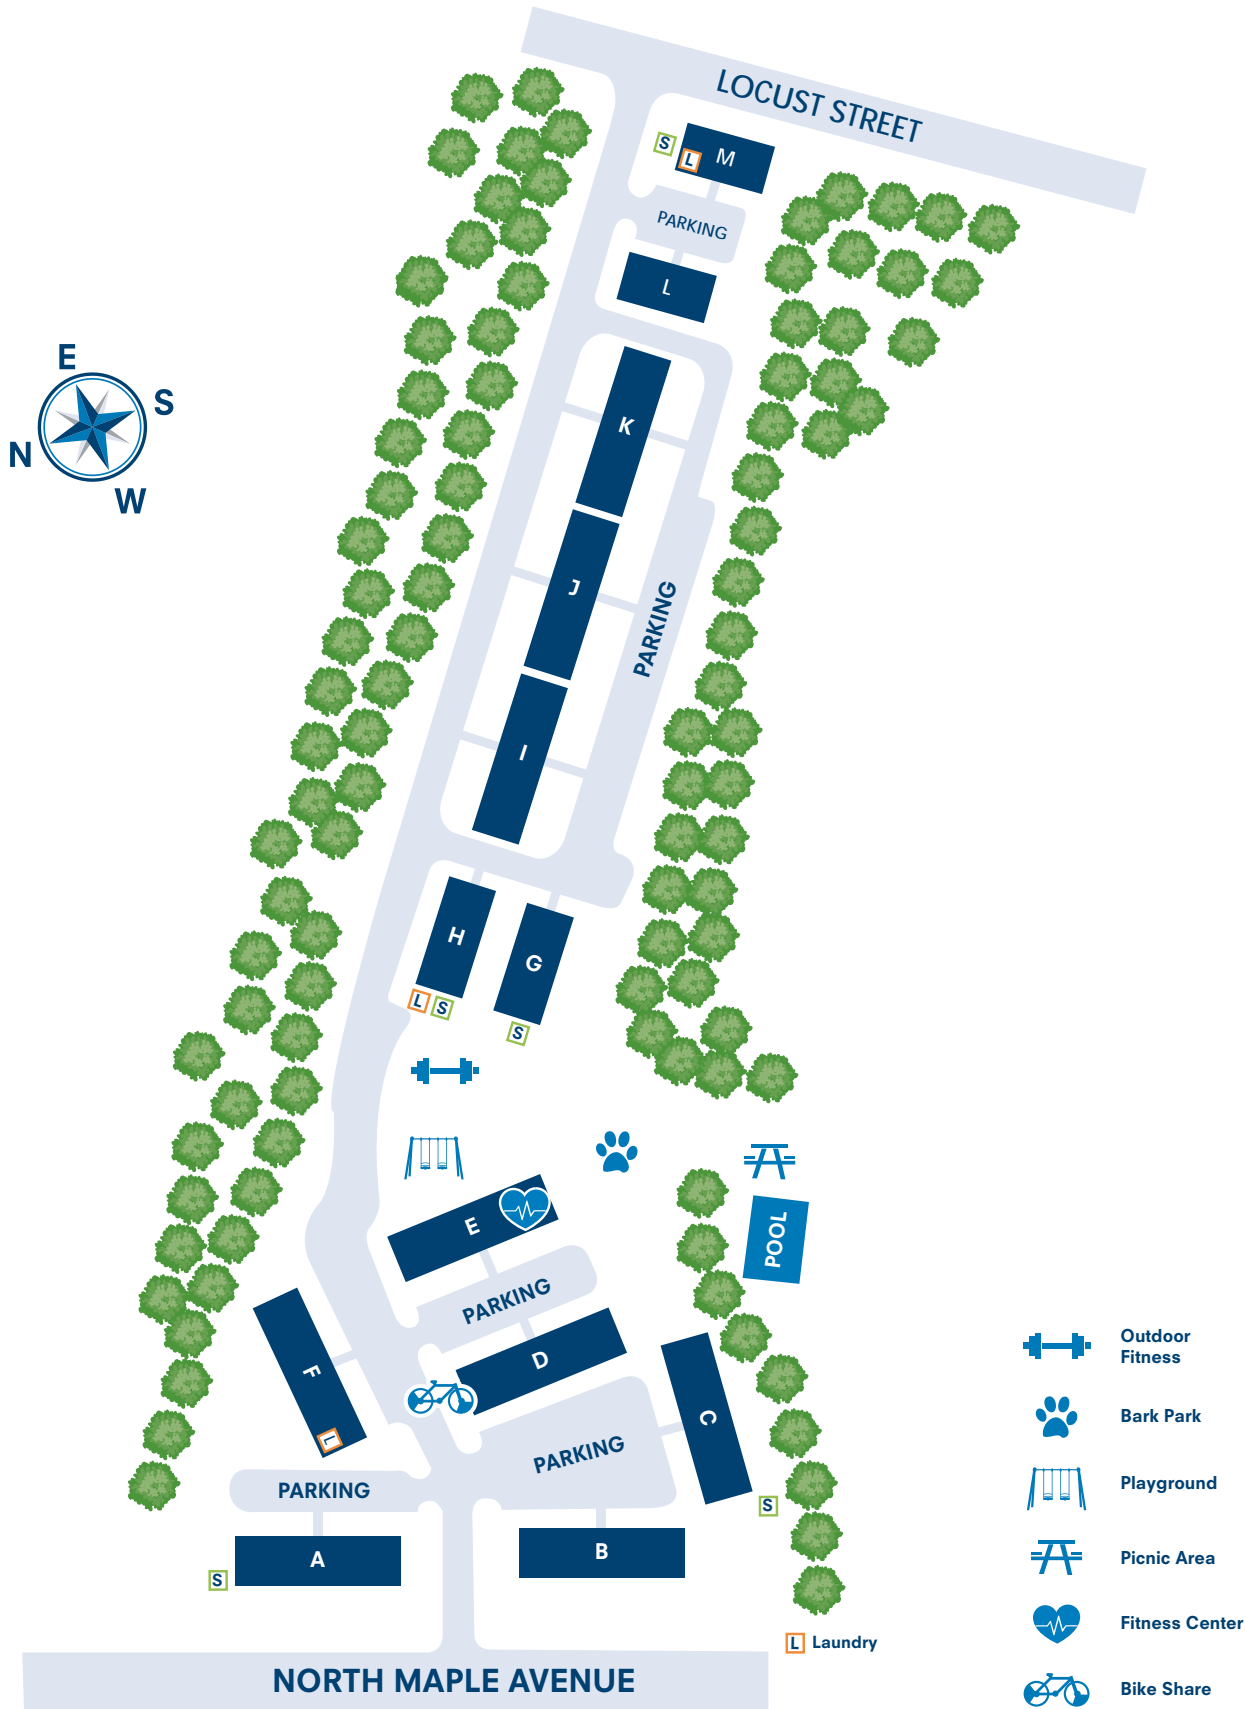 LOCUST STREET
S
L
M
PARKING
L
E
S
N
W
K
J
PARKING
I
H
G
L
S
S
E
POOL
PARKING
D
F
L
C
PARKING
PARKING
S
A
B
S
Outdoor
Fitness
Bark Park
Playground
Picnic Area
Fitness Center
L Laundry
Bike Share
NORTH MAPLE AVENUE